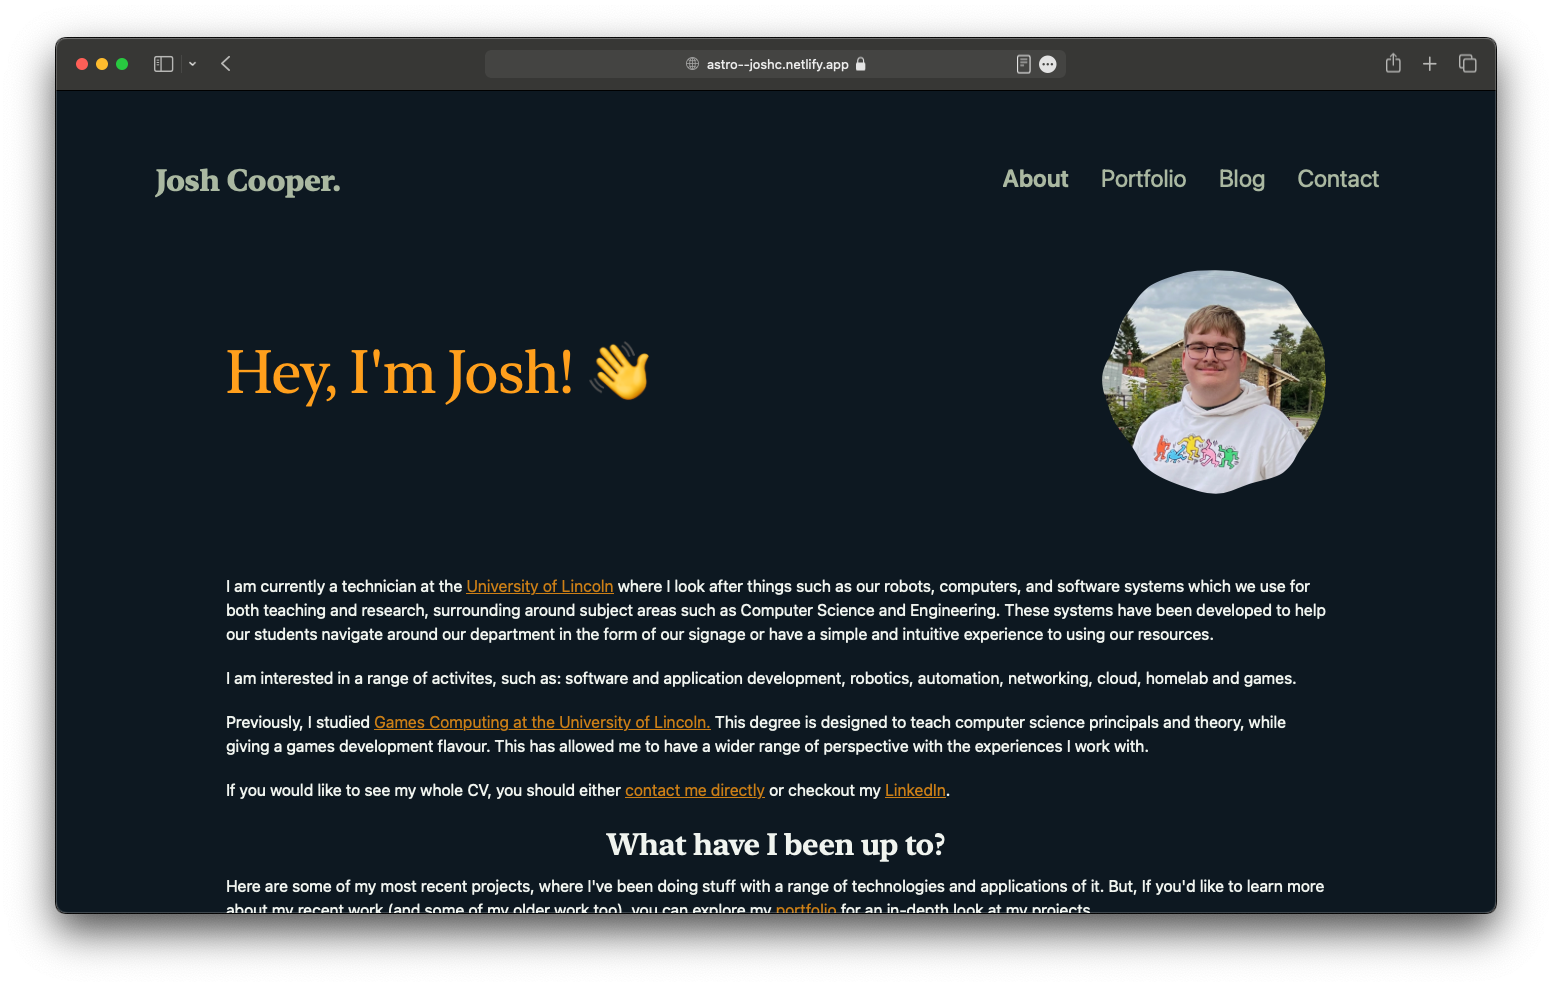 astro--joshc.netlify.app
Josh Cooper.
About Portfolio Blog Contact
Hey, I'm Josh! 👋
I am currently a technician at the University of Lincoln where I look after things such as our robots, computers, and software systems which we use for
both teaching and research, surrounding around subject areas such as Computer Science and Engineering. These systems have been developed to help
our students navigate around our department in the form of our signage or have a simple and intuitive experience to using our resources.
I am interested in a range of activites, such as: software and application development, robotics, automation, networking, cloud, homelab and games.
Previously, I studied Games Computing at the University of Lincoln. This degree is designed to teach computer science principals and theory, while
giving a games development flavour. This has allowed me to have a wider range of perspective with the experiences I work with.
If you would like to see my whole CV, you should either contact me directly or checkout my LinkedIn.
What have I been up to?
Here are some of my most recent projects, where I've been doing stuff with a range of technologies and applications of it. But, If you'd like to learn more
about my recent work (and some of my older work too), you can explore my portfolio for an in-depth look at my projects.